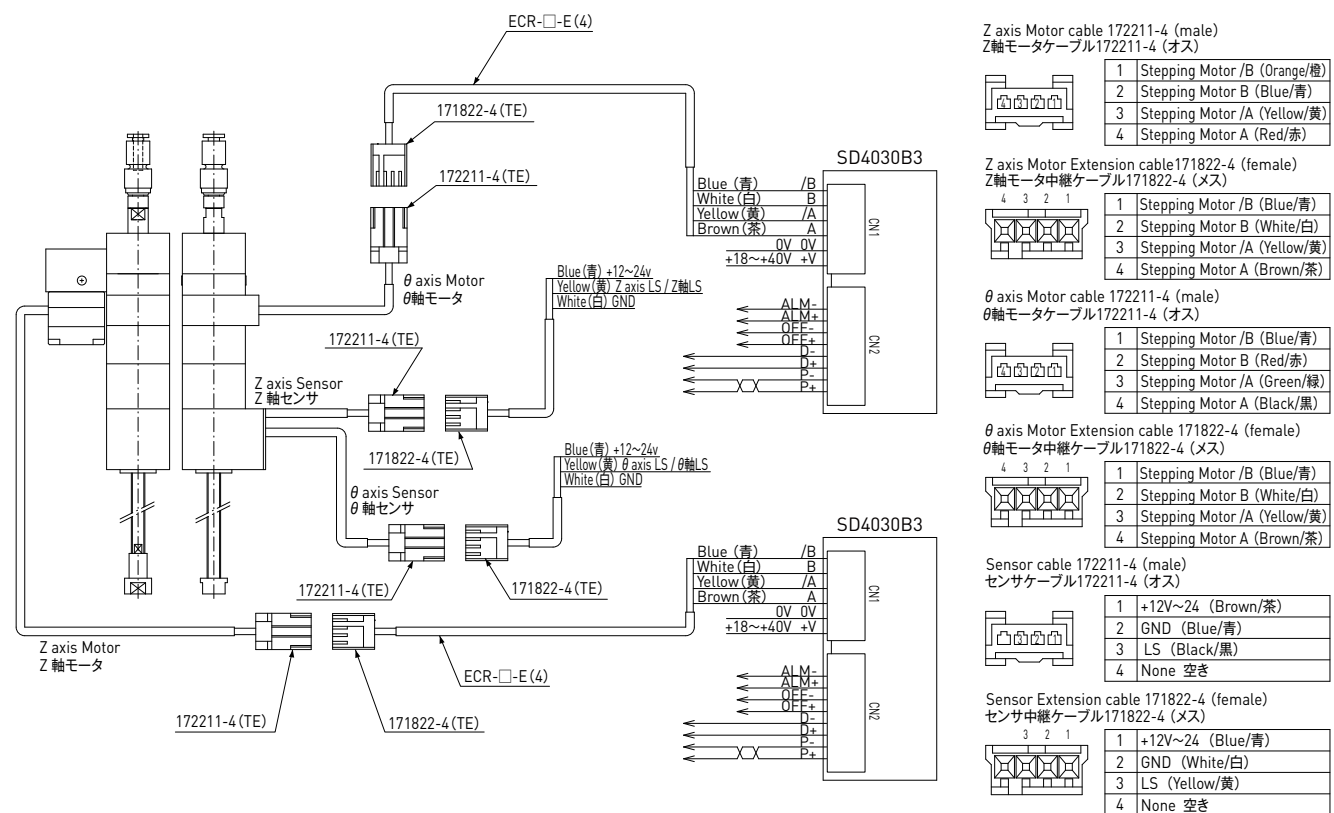 ECR-□-E(4)
171822-4(TE)
172211-4(TE)
θ axis Motor
θ軸モータ
SD4030B3
Blue (青) /B
White(白) B
Yellow(黄) /A
Brown(茶) A
0V 0V
+18～+40V +V
CN1
ALM-
ALM+
OFF-
OFF+
D-
D+
P-
P+
CN2
Blue(青) +12~24v
Yellow(黄) Z axis LS / Z軸LS
White(白) GND
172211-4(TE)
Z axis Sensor
Z 軸センサ
171822-4(TE)
Blue(青) +12~24v
Yellow(黄) θ axis LS / θ軸LS
White(白) GND
θ axis Sensor
θ 軸センサ
172211-4(TE)
171822-4(TE)
SD4030B3
Blue (青) /B
White(白) B
Yellow(黄) /A
Brown(茶) A
0V 0V
+18～+40V +V
CN1
ALM-
ALM+
OFF-
OFF+
D-
D+
P-
P+
CN2
Z axis Motor
Z 軸モータ
ECR-□-E(4)
172211-4(TE)
171822-4(TE)
Z axis Motor cable 172211-4 (male)
Z軸モータケーブル172211-4 (オス)
4 3 2 1
1 Stepping Motor /B (Orange/橙)
2 Stepping Motor B (Blue/青)
3 Stepping Motor /A (Yellow/黄)
4 Stepping Motor A (Red/赤)
Z axis Motor Extension cable171822-4 (female)
Z軸モータ中継ケーブル171822-4 (メス)
4 3 2 1
1 Stepping Motor /B (Blue/青)
2 Stepping Motor B (White/白)
3 Stepping Motor /A (Yellow/黄)
4 Stepping Motor A (Brown/茶)
θ axis Motor cable 172211-4 (male)
θ軸モータケーブル172211-4 (オス)
4 3 2 1
1 Stepping Motor /B (Blue/青)
2 Stepping Motor B (Red/赤)
3 Stepping Motor /A (Green/緑)
4 Stepping Motor A (Black/黒)
θ axis Motor Extension cable 171822-4 (female)
θ軸モータ中継ケーブル171822-4 (メス)
4 3 2 1
1 Stepping Motor /B (Blue/青)
2 Stepping Motor B (White/白)
3 Stepping Motor /A (Yellow/黄)
4 Stepping Motor A (Brown/茶)
Sensor cable 172211-4 (male)
センサケーブル172211-4 (オス)
3 2 1
1 +12V～24 (Brown/茶)
2 GND (Blue/青)
3 LS (Black/黒)
4 None 空き
Sensor Extension cable 171822-4 (female)
センサ中継ケーブル171822-4 (メス)
3 2 1
1 +12V～24 (Blue/青)
2 GND (White/白)
3 LS (Yellow/黄)
4 None 空き